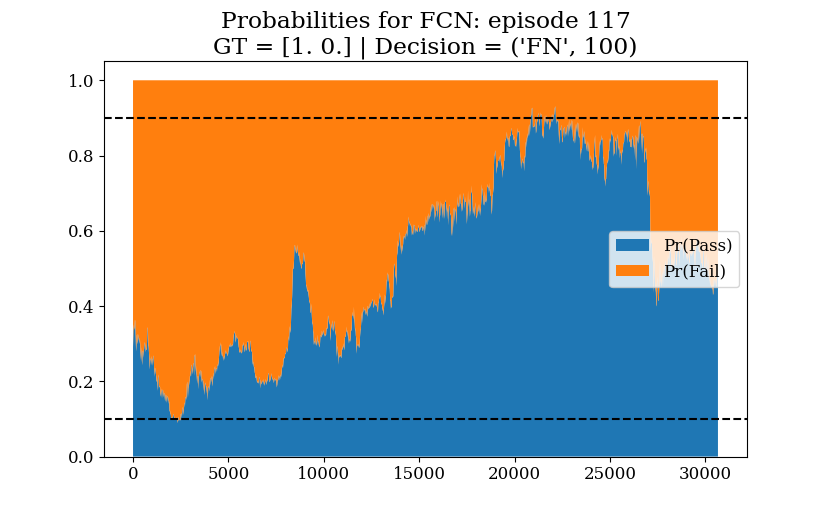 Probabilities for FCN: episode 117
GT = [1. 0.] | Decision = ('FN', 100)
1.0
0.8
0.6
0.4
0.2
0.0
Pr(Pass)
Pr(Fail)
0 5000 10000 15000 20000 25000 30000